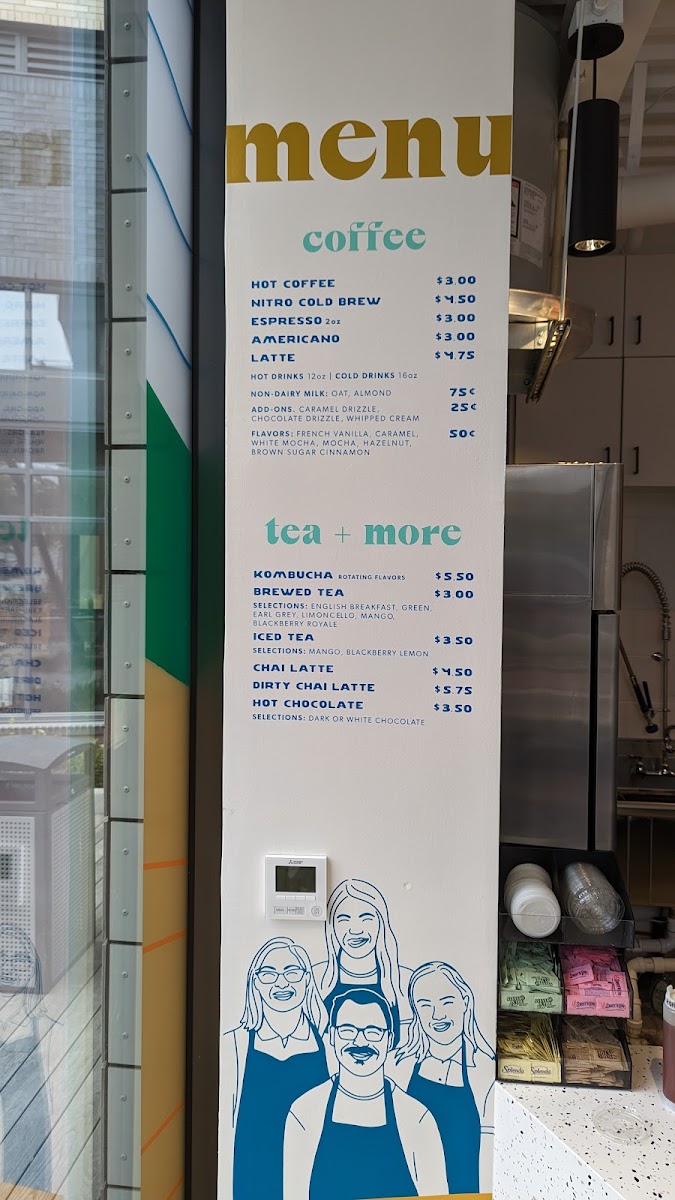 menu
coffee
HOT COFFEE $3.00
NITRO COLD BREW $4.50
ESPRESSO 2oz $3.00
AMERICANO $3.00
LATTE $4.75
HOT DRINKS 12oz | COLD DRINKS 16oz
NON-DAIRY MILK: OAT, ALMOND 75¢
ADD-ONS. CARAMEL DRIZZLE, 25¢
CHOCOLATE DRIZZLE, WHIPPED CREAM
FLAVORS: FRENCH VANILLA, CARAMEL, 50¢
WHITE MOCHA, MOCHA, HAZELNUT,
BROWN SUGAR CINNAMON
tea + more
KOMBUCHA ROTATING FLAVORS $5.50
BREWED TEA $3.00
SELECTIONS: ENGLISH BREAKFAST, GREEN,
EARL GREY, LIMONCELLO, MANGO,
BLACKBERRY ROYALE
ICED TEA $3.50
SELECTIONS: MANGO, BLACKBERRY LEMON
CHAI LATTE $4.50
DIRTY CHAI LATTE $5.75
HOT CHOCOLATE $3.50
SELECTIONS: DARK OR WHITE CHOCOLATE
Splenda Splenda